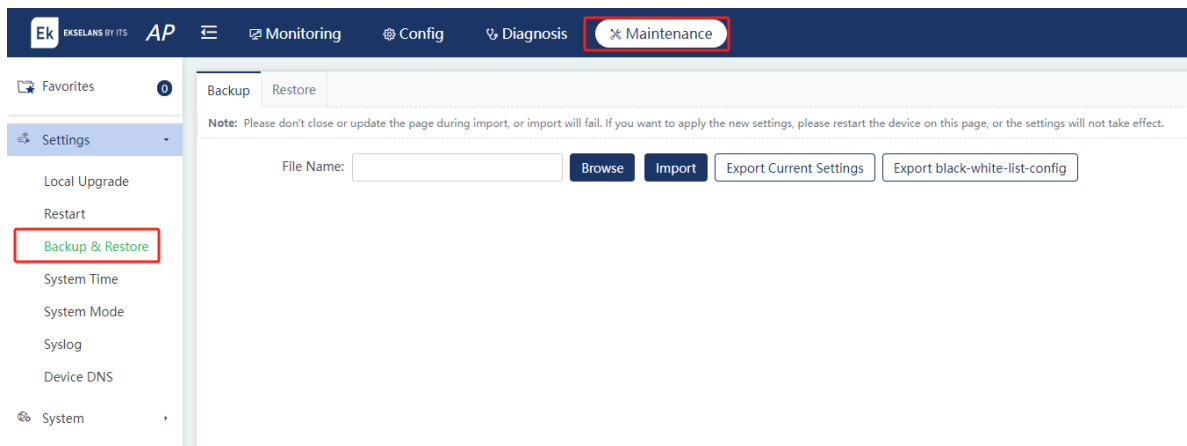 Ek EKSELANS BY ITS AP Monitoring Config Diagnosis Maintenance
Favorites 0
Backup Restore
Note: Please don't close or update the page during import, or import will fail. If you want to apply the new settings, please restart the device on this page, or the settings will not take effect.
Settings
File Name: Browse Import Export Current Settings Export black-white-list-config
Local Upgrade
Restart
Backup & Restore
System Time
System Mode
Syslog
Device DNS
System